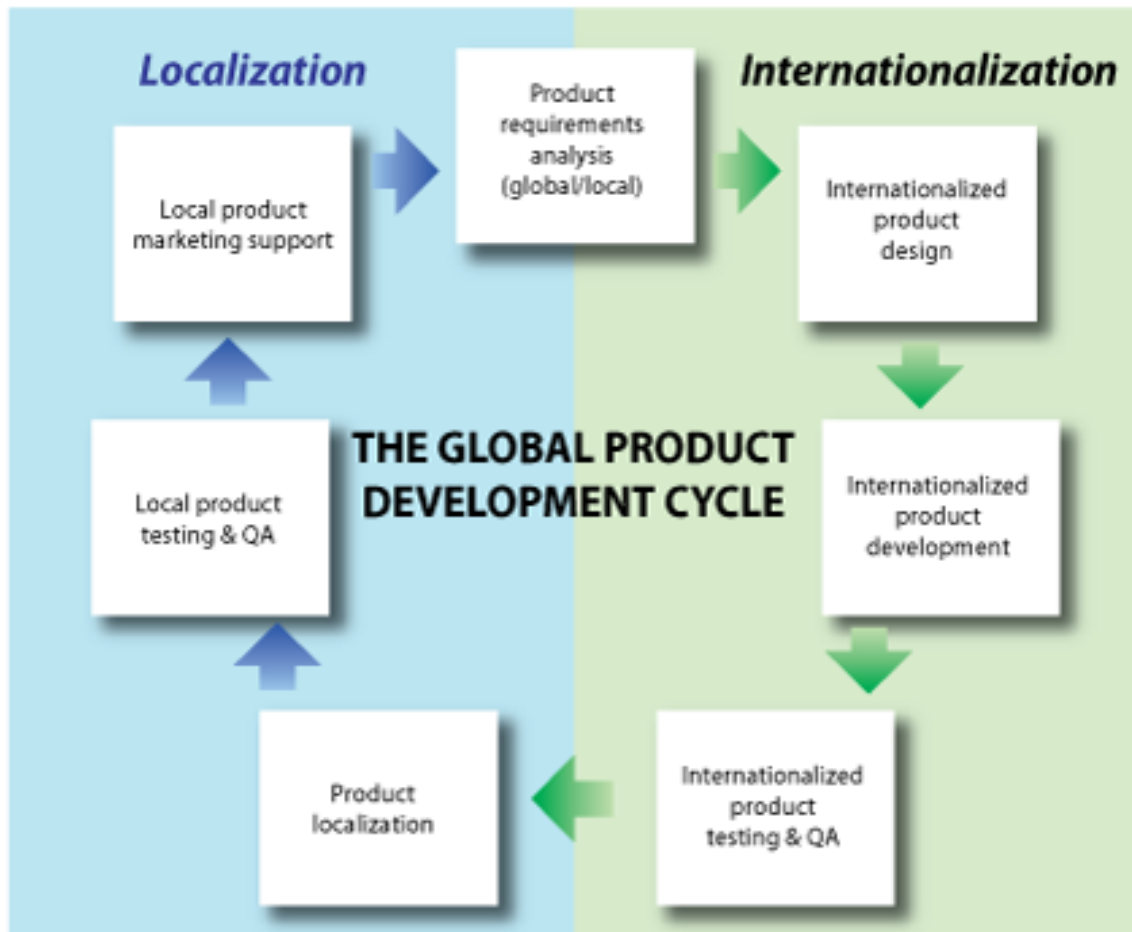 Localization
Internationalization
Product
requirements
analysis
(global/local)
Internationalized
product
design
Internationalized
product
development
Internationalized
product
testing & QA
Product
localization
Local product
testing & QA
Local product
marketing support
THE GLOBAL PRODUCT
DEVELOPMENT CYCLE